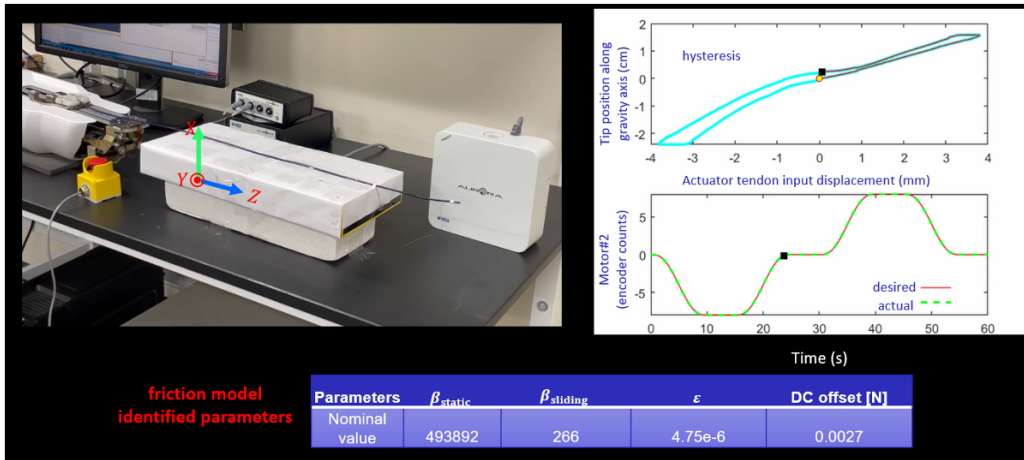 X
Y
Z
AURORA
Tip position along
gravity axis (cm)
hysteresis
2
1
0
-1
-2
-4
-3
-2
-1
0
1
2
3
4
Actuator tendon input displacement (mm)
Motor#2
(encoder counts)
5
0
-5
desired
actual
0
10
20
30
40
50
60
Time (s)
friction model
identified parameters
Parameters β_static β_sliding ε DC offset [N]
Nominal
value 493892 266 4.75e-6 0.0027